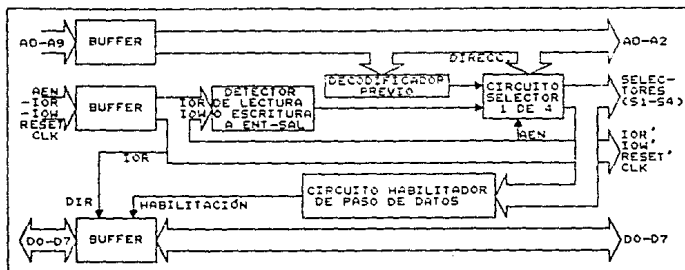 A0-A9
BUFFER
A0-A2
DIRECC.
DECODIFICADOR
PREVIO
AEN
-IOR
-IOW
RESET
CLK
BUFFER
IOR
IOW
DETECTOR
DE LECTURA
O ESCRITURA
A ENT-SAL
CIRCUITO
SELECTOR
1 DE 4
SELEC-
TORES
(S1-S4)
AEN
IOR'
IOW'
RESET'
CLK
IOR
DIR
HABILITACIÓN
CIRCUITO HABILITADOR
DE PASO DE DATOS
D0-D7
BUFFER
D0-D7